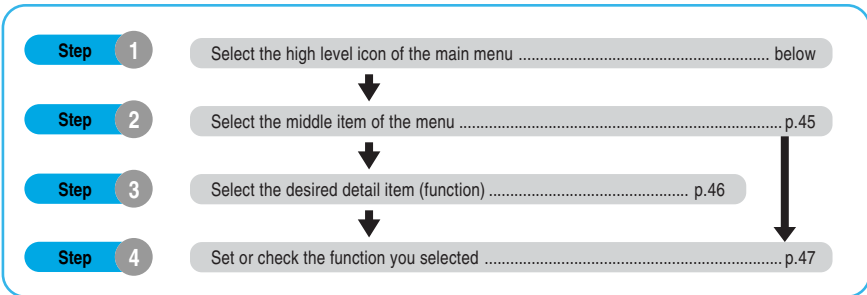 Step 1 Select the high level icon of the main menu ............................................................ below
Step 2 Select the middle item of the menu ............................................................................. p.45
Step 3 Select the desired detail item (function) ................................................ p.46
Step 4 Set or check the function you selected ....................................................................... p.47